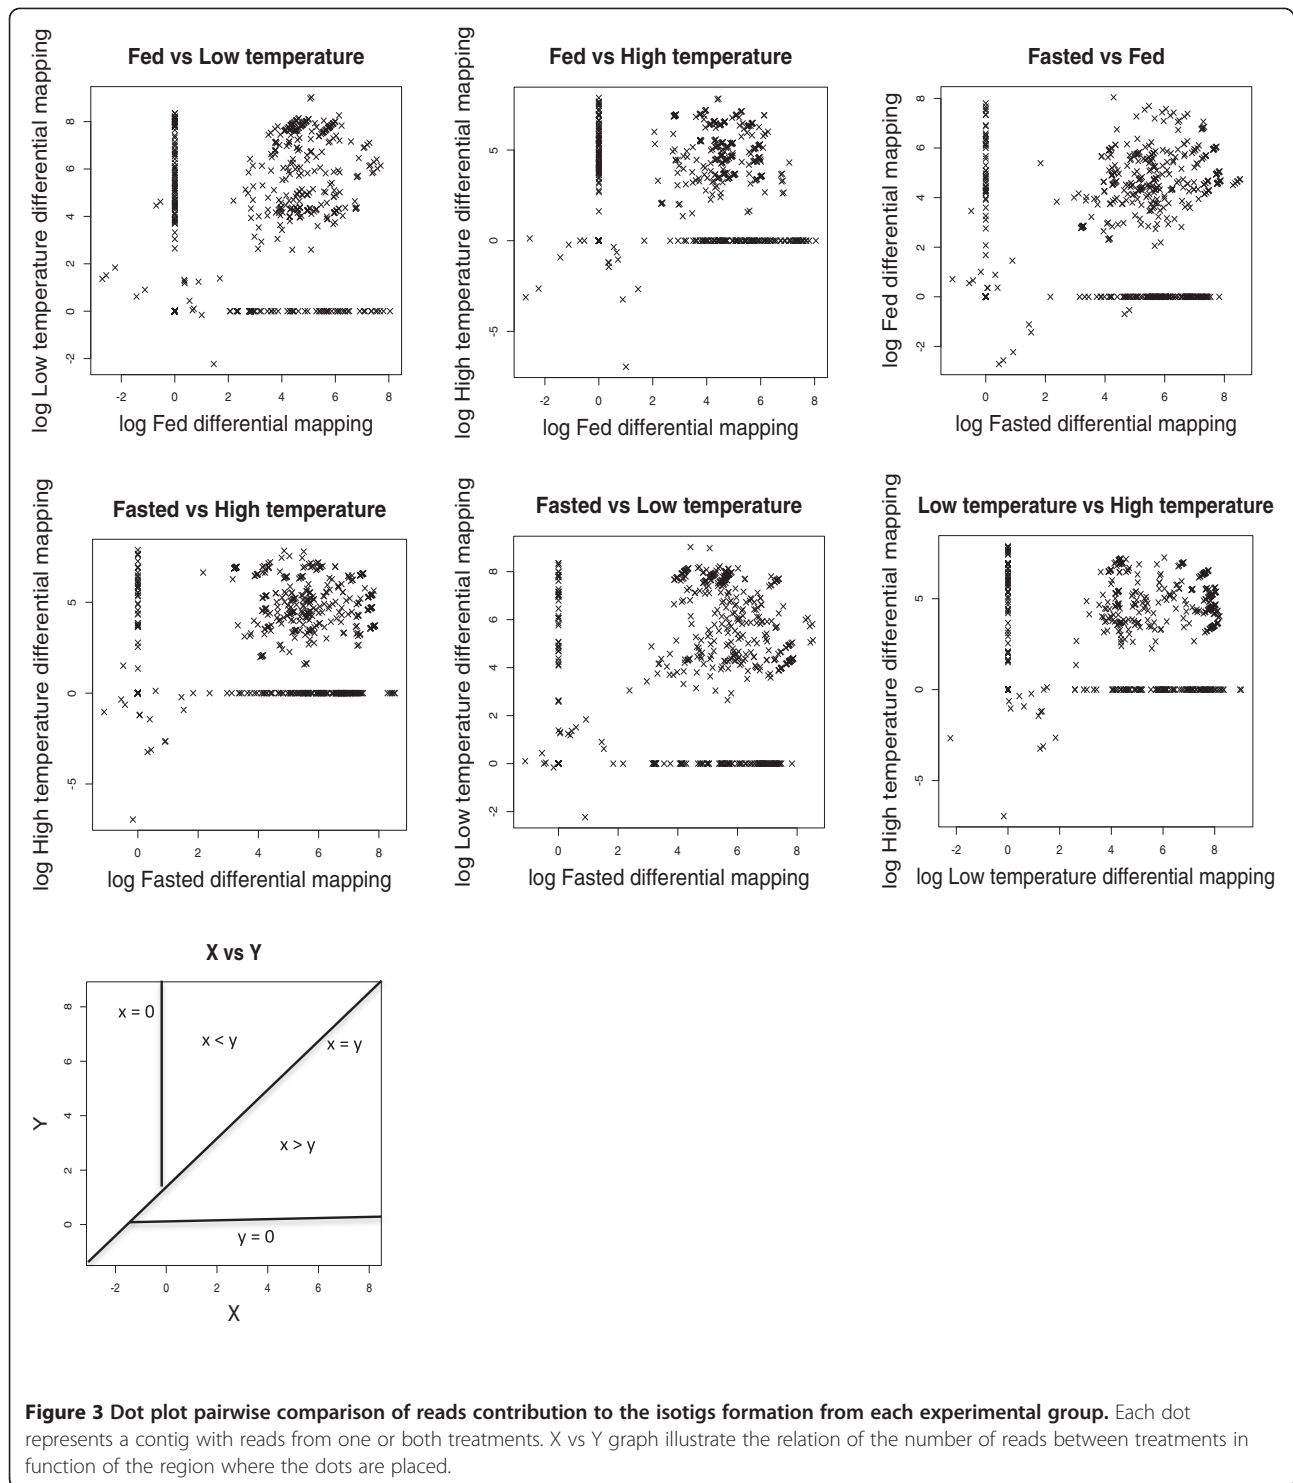 Fed vs Low temperature
log Low temperature differential mapping
8
6
4
2
0
-2
-2 0 2 4 6 8
log Fed differential mapping
Fed vs High temperature
log High temperature differential mapping
5
0
-5
-2 0 2 4 6 8
log Fed differential mapping
Fasted vs Fed
log Fed differential mapping
8
6
4
2
0
-2
0 2 4 6 8
log Fasted differential mapping
Fasted vs High temperature
log High temperature differential mapping
5
0
-5
0 2 4 6 8
log Fasted differential mapping
Fasted vs Low temperature
log Low temperature differential mapping
8
6
4
2
0
-2
0 2 4 6 8
log Fasted differential mapping
Low temperature vs High temperature
log High temperature differential mapping
5
0
-5
-2 0 2 4 6 8
log Low temperature differential mapping
X vs Y
Y
8
6
4
2
0
x = 0
x < y
x = y
x > y
y = 0
-2 0 2 4 6 8
X
Figure 3 Dot plot pairwise comparison of reads contribution to the isotigs formation from each experimental group. Each dot
represents a contig with reads from one or both treatments. X vs Y graph illustrate the relation of the number of reads between treatments in
function of the region where the dots are placed.